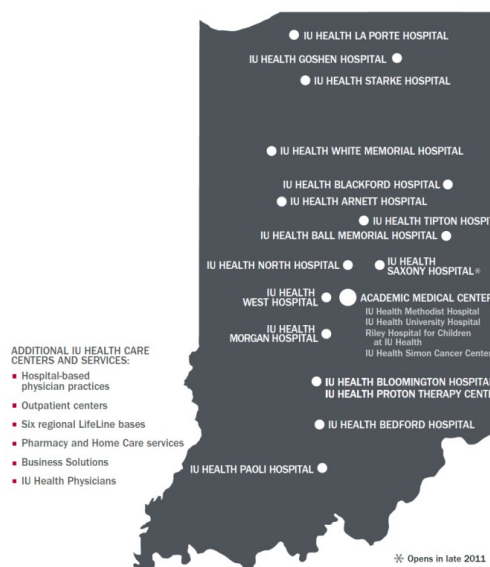 IU HEALTH LA PORTE HOSPITAL
IU HEALTH GOSHEN HOSPITAL
IU HEALTH STARKE HOSPITAL
IU HEALTH WHITE MEMORIAL HOSPITAL
IU HEALTH BLACKFORD HOSPITAL
IU HEALTH ARNETT HOSPITAL
IU HEALTH TIPTON HOSPIT
IU HEALTH BALL MEMORIAL HOSPITAL
IU HEALTH NORTH HOSPITAL
IU HEALTH
SAXONY HOSPITAL*
IU HEALTH
WEST HOSPITAL
ACADEMIC MEDICAL CENTER
IU Health Methodist Hospital
IU Health University Hospital
Riley Hospital for Children
at IU Health
IU Health Simon Cancer Center
IU HEALTH
MORGAN HOSPITAL
ADDITIONAL IU HEALTH CARE
CENTERS AND SERVICES:
Hospital-based
physician practices
Outpatient centers
Six regional LifeLine bases
Pharmacy and Home Care services
Business Solutions
IU Health Physicians
IU HEALTH BLOOMINGTON HOSPITAL
IU HEALTH PROTON THERAPY CENT
IU HEALTH BEDFORD HOSPITAL
IU HEALTH PAOLI HOSPITAL
* Opens in late 2011